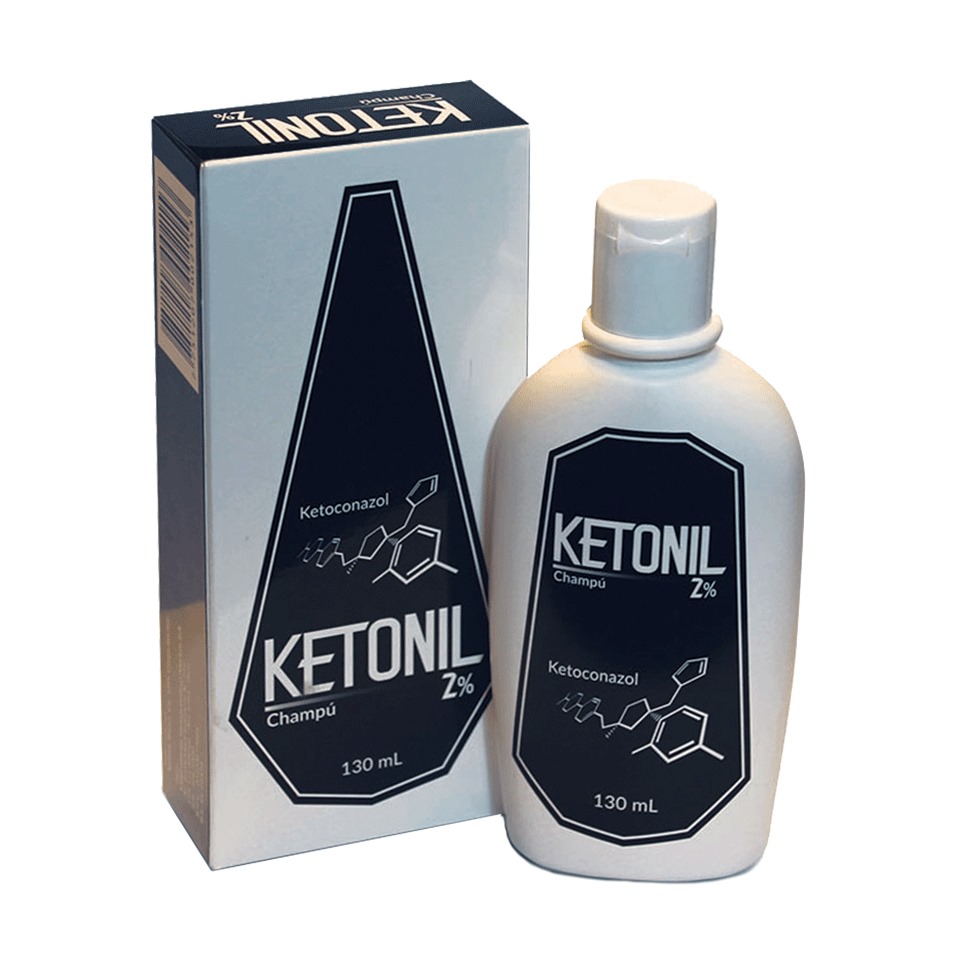 KETONIL
Champú
2%
Ketoconazol
KETONIL
2%
Champú
130 mL
KETONIL
Champú
2%
Ketoconazol
130 mL